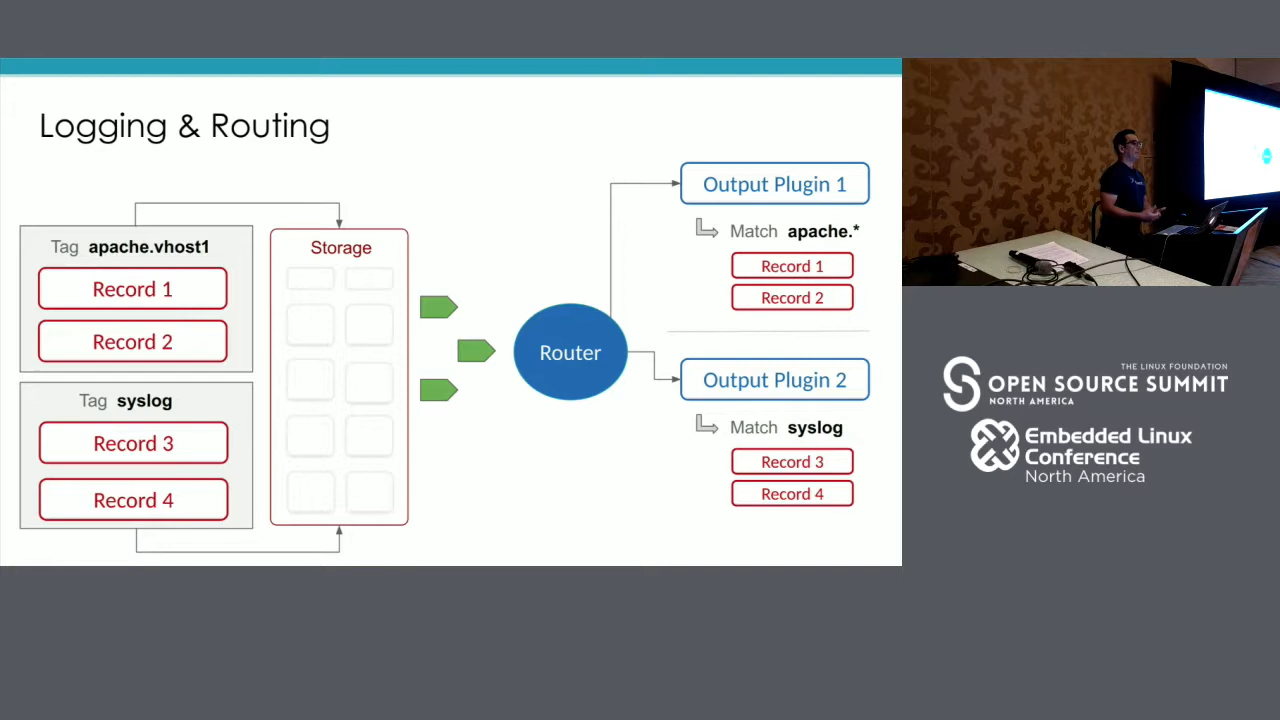 Logging & Routing
Tag apache.vhost1
Record 1
Record 2
Tag syslog
Record 3
Record 4
Storage
Router
Output Plugin 1
Match apache.*
Record 1
Record 2
Output Plugin 2
Match syslog
Record 3
Record 4
THE LINUX FOUNDATION
OPEN SOURCE SUMMIT
NORTH AMERICA
Embedded Linux
Conference
North America